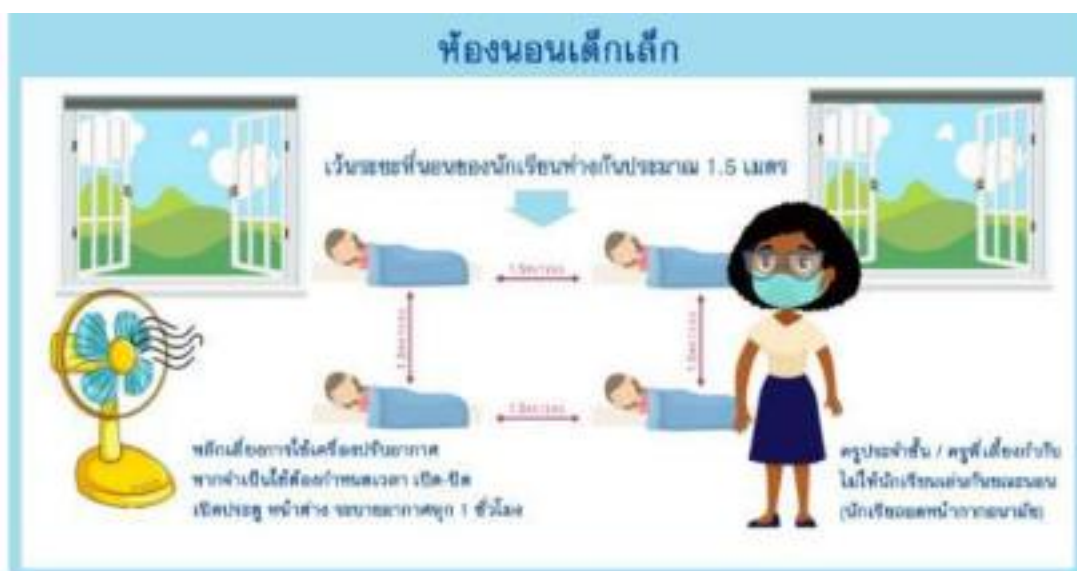 ห้องนอนเด็กเล็ก
เว้นระยะที่นอนของนักเรียนห่างกันประมาณ 1.5 เมตร
หลีกเลี่ยงการใช้เครื่องปรับอากาศ
หากจำเป็นใช้ต้องกำหนดเวลา เปิด-ปิด
เปิดประตู หน้าต่าง ระบายอากาศทุก 1 ชั่วโมง
ครูประจำชั้น / ครูพี่เลี้ยงกำกับ
ไม่ให้นักเรียนเล่นกันขณะนอน
(นักเรียนถอดหน้ากากอนามัย)